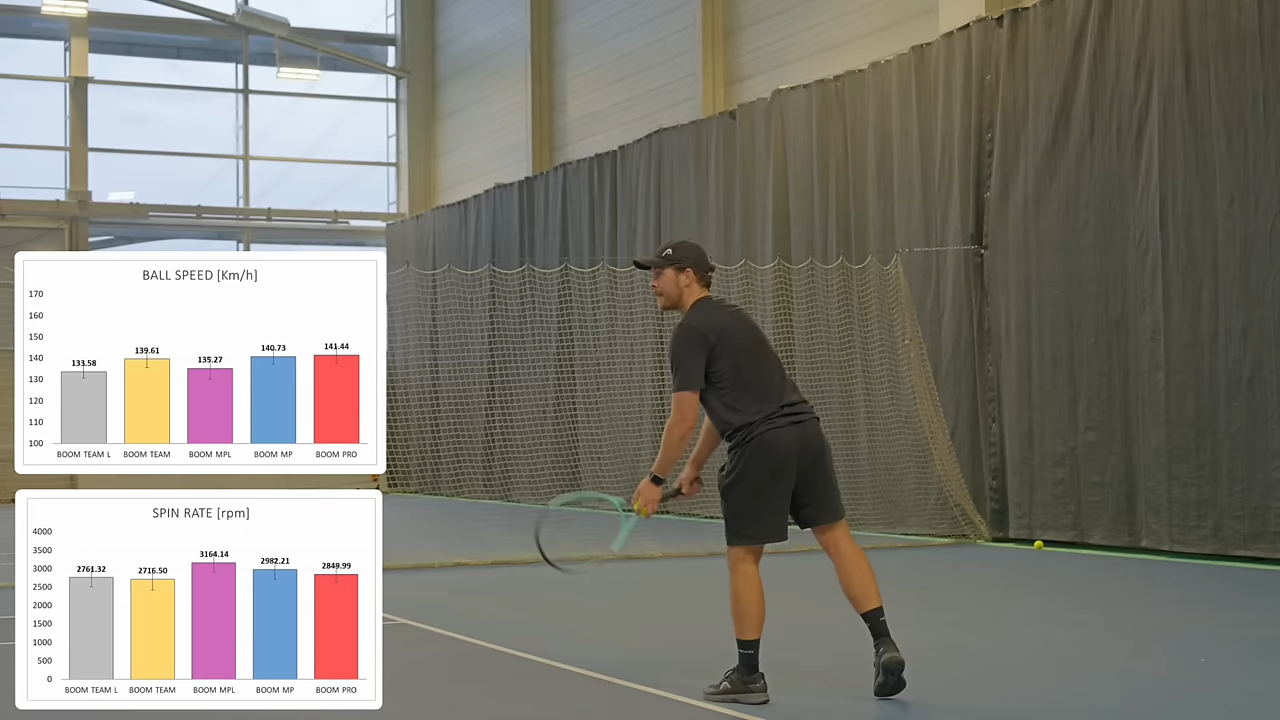 BALL SPEED [Km/h]
170
160
150
140
130
120
110
100
133.58
139.61
135.27
140.73
141.44
BOOM TEAM L
BOOM TEAM
BOOM MPL
BOOM MP
BOOM PRO
SPIN RATE [rpm]
4000
3500
3000
2500
2000
1500
1000
500
0
2761.32
2716.50
3164.14
2982.21
2849.99
BOOM TEAM L
BOOM TEAM
BOOM MPL
BOOM MP
BOOM PRO